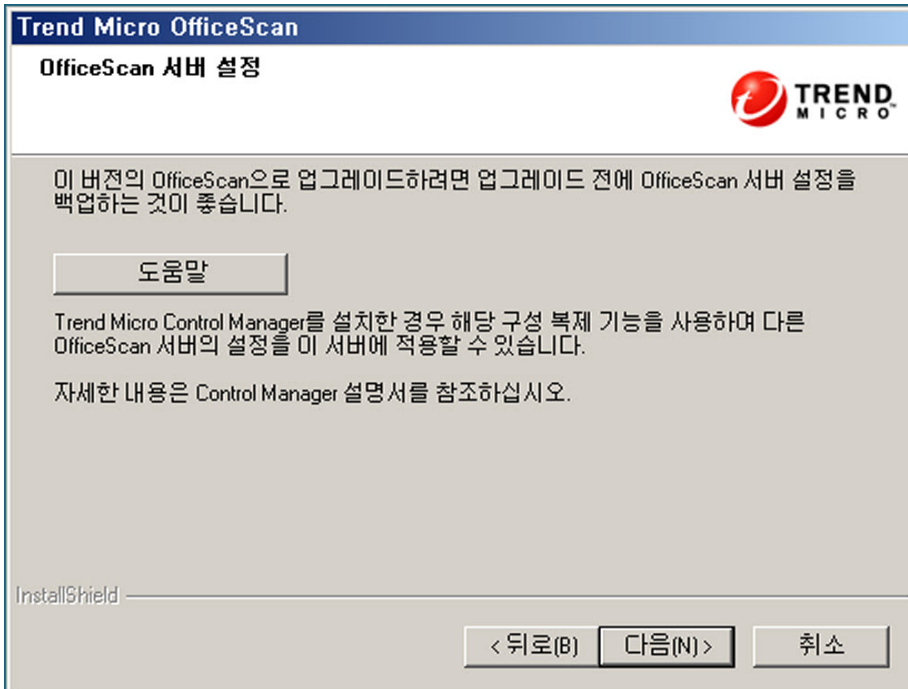 Trend Micro OfficeScan
OfficeScan 서버 설정
TREND
MICRO
이 버전의 OfficeScan으로 업그레이드하려면 업그레이드 전에 OfficeScan 서버 설정을
백업하는 것이 좋습니다.
도움말
Trend Micro Control Manager를 설치한 경우 해당 구성 복제 기능을 사용하여 다른
OfficeScan 서버의 설정을 이 서버에 적용할 수 있습니다.
자세한 내용은 Control Manager 설명서를 참조하십시오.
InstallShield
< 뒤로(B) 다음(N) > 취소